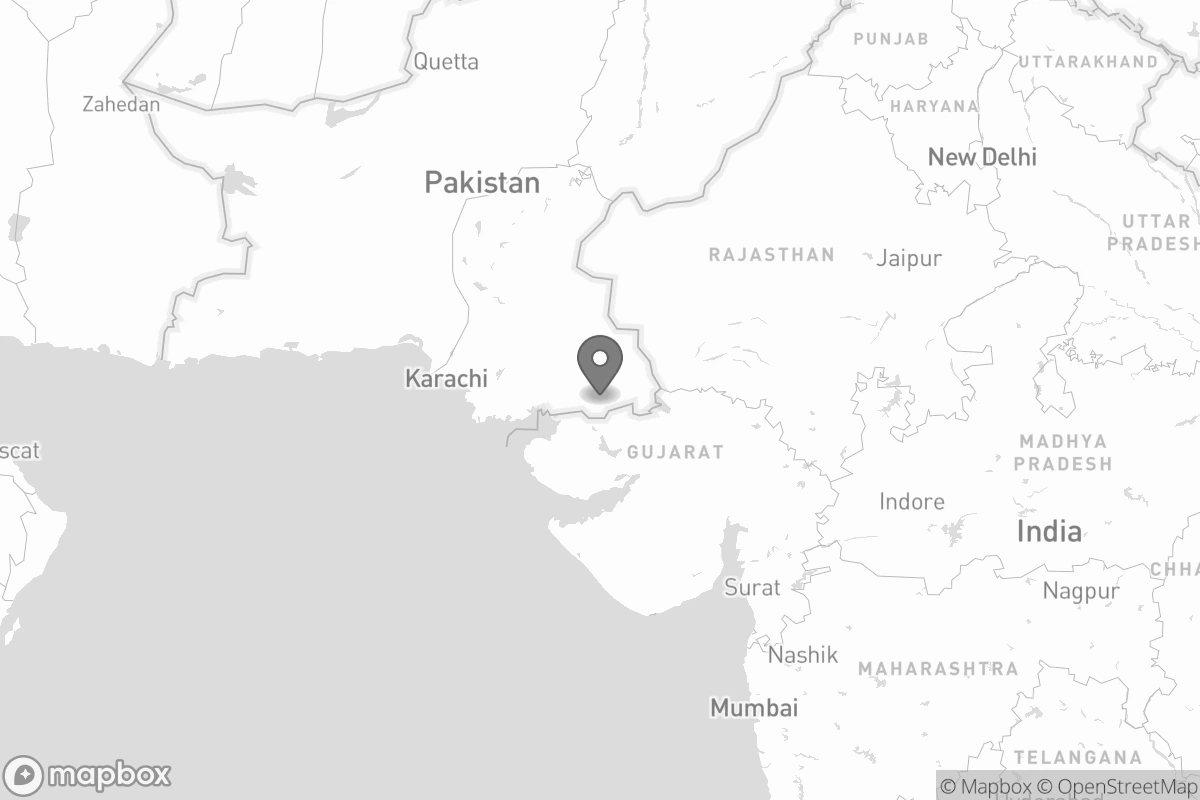 PUNJAB
Quetta
UTTARAKHAND
Zahedan
HARYANA
New Delhi
Pakistan
UTTAR
PRADESH
RAJASTHAN
Jaipur
Karachi
MADHYA
PRADESH
scat
GUJARAT
Indore
India
CHHA
Surat
Nagpur
Nashik
MAHARASHTRA
Mumbai
TELANGANA
mapbox
© Mapbox © OpenStreetMap